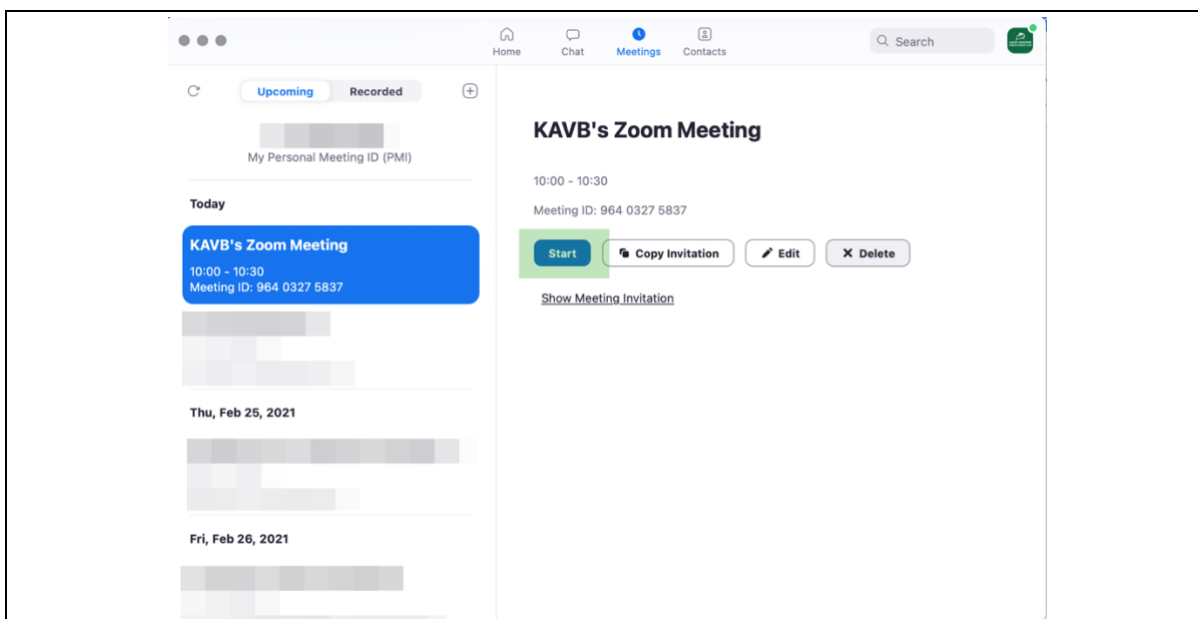 Home
Chat
Meetings
Contacts
Search
Upcoming
Recorded
My Personal Meeting ID (PMI)
Today
KAVB's Zoom Meeting
10:00 - 10:30
Meeting ID: 964 0327 5837
Thu, Feb 25, 2021
Fri, Feb 26, 2021
KAVB's Zoom Meeting
10:00 - 10:30
Meeting ID: 964 0327 5837
Start
Copy Invitation
Edit
Delete
Show Meeting Invitation